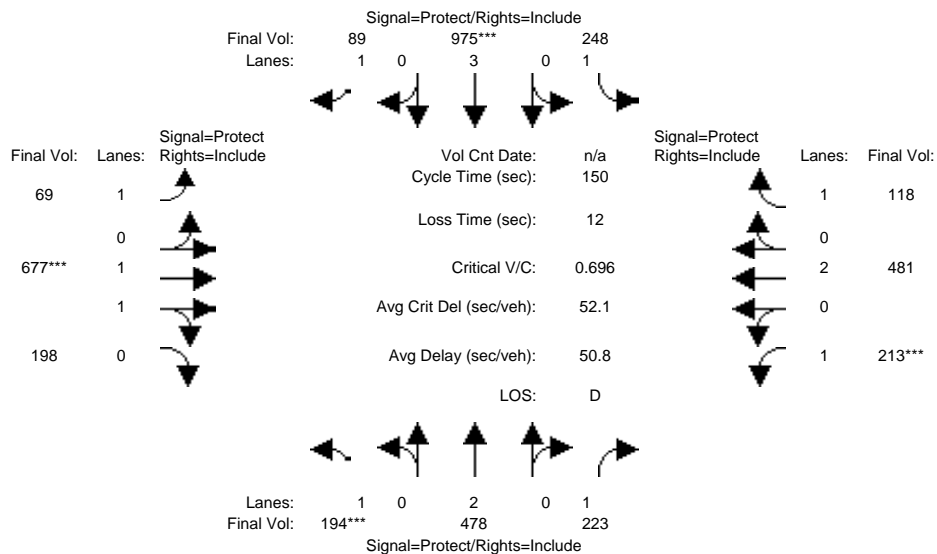 Signal=Protect/Rights=Include
Final Vol: 89 975*** 248
Lanes: 1 0 3 0 1
Signal=Protect
Final Vol: Lanes: Rights=Include
Vol Cnt Date: n/a
Signal=Protect
Rights=Include Lanes: Final Vol:
Cycle Time (sec): 150
69 1
1 118
Loss Time (sec): 12
0
0
677*** 1
Critical V/C: 0.696
2 481
1
Avg Crit Del (sec/veh): 52.1
0
198 0
Avg Delay (sec/veh): 50.8
1 213***
LOS: D
Lanes: 1 0 2 0 1
Final Vol: 194*** 478 223
Signal=Protect/Rights=Include